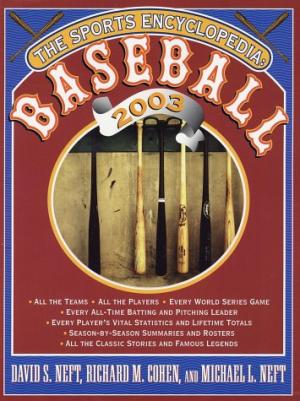 THE SPORTS ENCYCLOPEDIA:
BASEBALL
2003
• ALL THE TEAMS • ALL THE PLAYERS • EVERY WORLD SERIES GAME
• EVERY ALL-TIME BATTING AND PITCHING LEADER
• EVERY PLAYER'S VITAL STATISTICS AND LIFETIME TOTALS
• SEASON-BY-SEASON SUMMARIES AND ROSTERS
• ALL THE CLASSIC STORIES AND FAMOUS LEGENDS
DAVID S. NEFT, RICHARD M. COHEN, AND MICHAEL L. NEFT